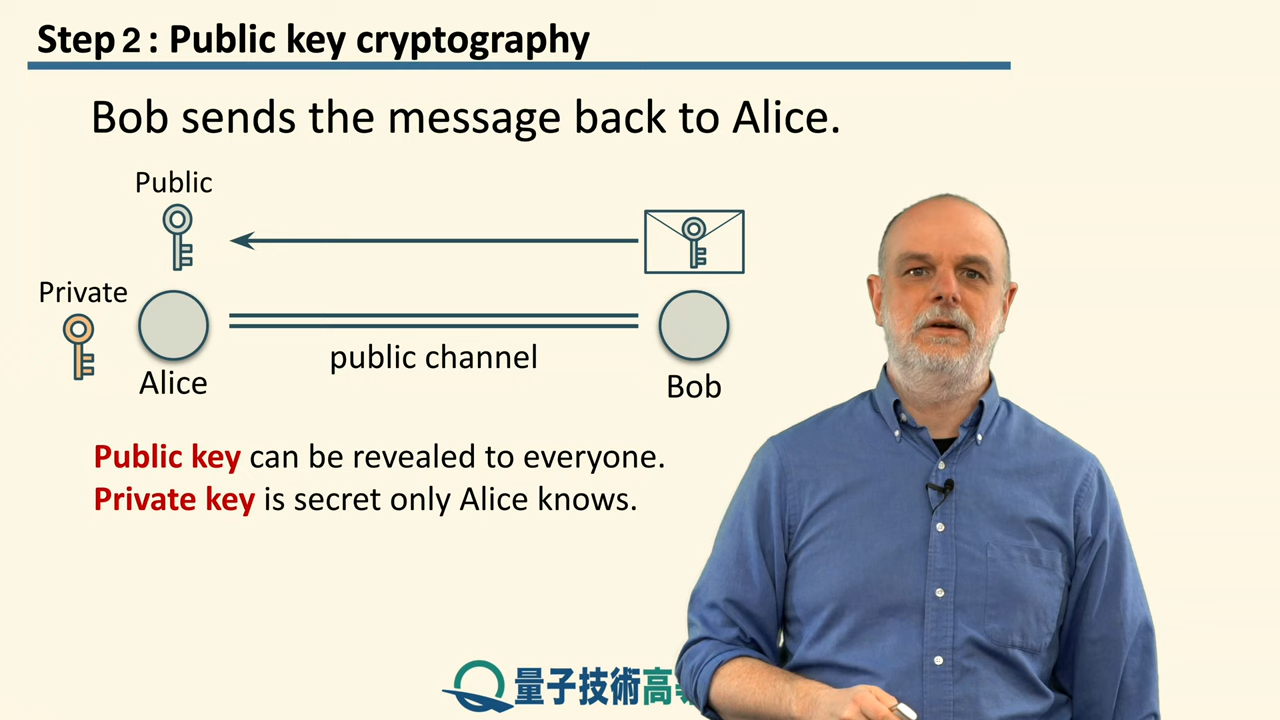 Step 2 : Public key cryptography
Bob sends the message back to Alice.
Public
Private
public channel
Alice
Bob
Public key can be revealed to everyone.
Private key is secret only Alice knows.
量子技術高